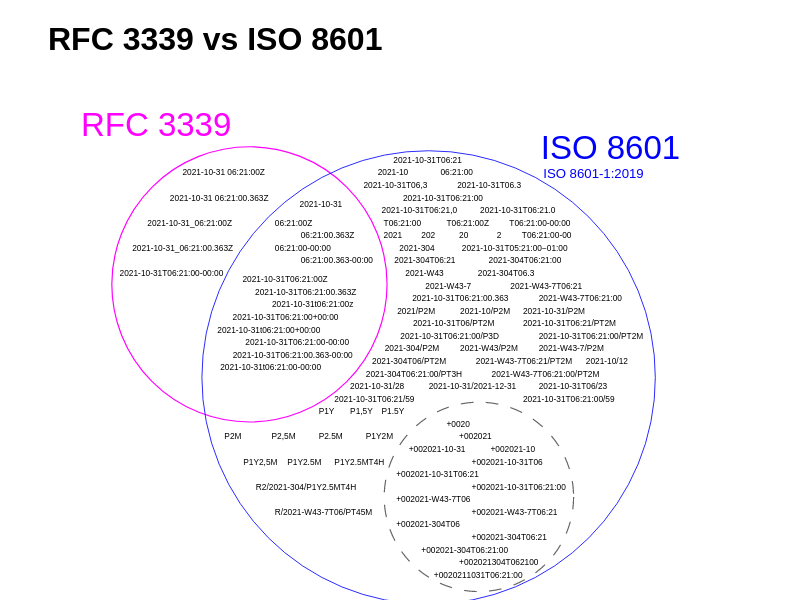 RFC 3339 vs ISO 8601
RFC 3339
ISO 8601
ISO 8601-1:2019
2021-10-31T06:21
2021-10-31 06:21:00Z 2021-10 06:21:00
2021-10-31T06,3 2021-10-31T06.3
2021-10-31 06:21:00.363Z 2021-10-31T06:21:00
2021-10-31 2021-10-31T06:21,0 2021-10-31T06:21.0
2021-10-31_06:21:00Z 06:21:00Z T06:21:00 T06:21:00Z T06:21:00-00:00
06:21:00.363Z 2021 202 20 2 T06:21:00-00
2021-10-31_06:21:00.363Z 06:21:00-00:00 2021-304 2021-10-31T05:21:00−01:00
06:21:00.363-00:00 2021-304T06:21 2021-304T06:21:00
2021-10-31T06:21:00-00:00 2021-W43 2021-304T06.3
2021-10-31T06:21:00Z 2021-W43-7 2021-W43-7T06:21
2021-10-31T06:21:00.363Z 2021-10-31T06:21:00.363 2021-W43-7T06:21:00
2021-10-31t06:21:00z 2021/P2M 2021-10/P2M 2021-10-31/P2M
2021-10-31T06:21:00+00:00 2021-10-31T06/PT2M 2021-10-31T06:21/PT2M
2021-10-31t06:21:00+00:00 2021-10-31T06:21:00/P3D 2021-10-31T06:21:00/PT2M
2021-10-31T06:21:00-00:00 2021-304/P2M 2021-W43/P2M 2021-W43-7/P2M
2021-10-31T06:21:00.363-00:00 2021-304T06/PT2M 2021-W43-7T06:21/PT2M 2021-10/12
2021-10-31t06:21:00-00:00 2021-304T06:21:00/PT3H 2021-W43-7T06:21:00/PT2M
2021-10-31/28 2021-10-31/2021-12-31 2021-10-31T06/23
2021-10-31T06:21/59 2021-10-31T06:21:00/59
P1Y P1,5Y P1.5Y
+0020
P2M P2,5M P2.5M P1Y2M +002021
+002021-10-31 +002021-10
P1Y2,5M P1Y2.5M P1Y2.5MT4H +002021-10-31T06
+002021-10-31T06:21
R2/2021-304/P1Y2.5MT4H +002021-10-31T06:21:00
+002021-W43-7T06
R/2021-W43-7T06/PT45M +002021-W43-7T06:21
+002021-304T06
+002021-304T06:21
+002021-304T06:21:00
+002021304T062100
+0020211031T06:21:00